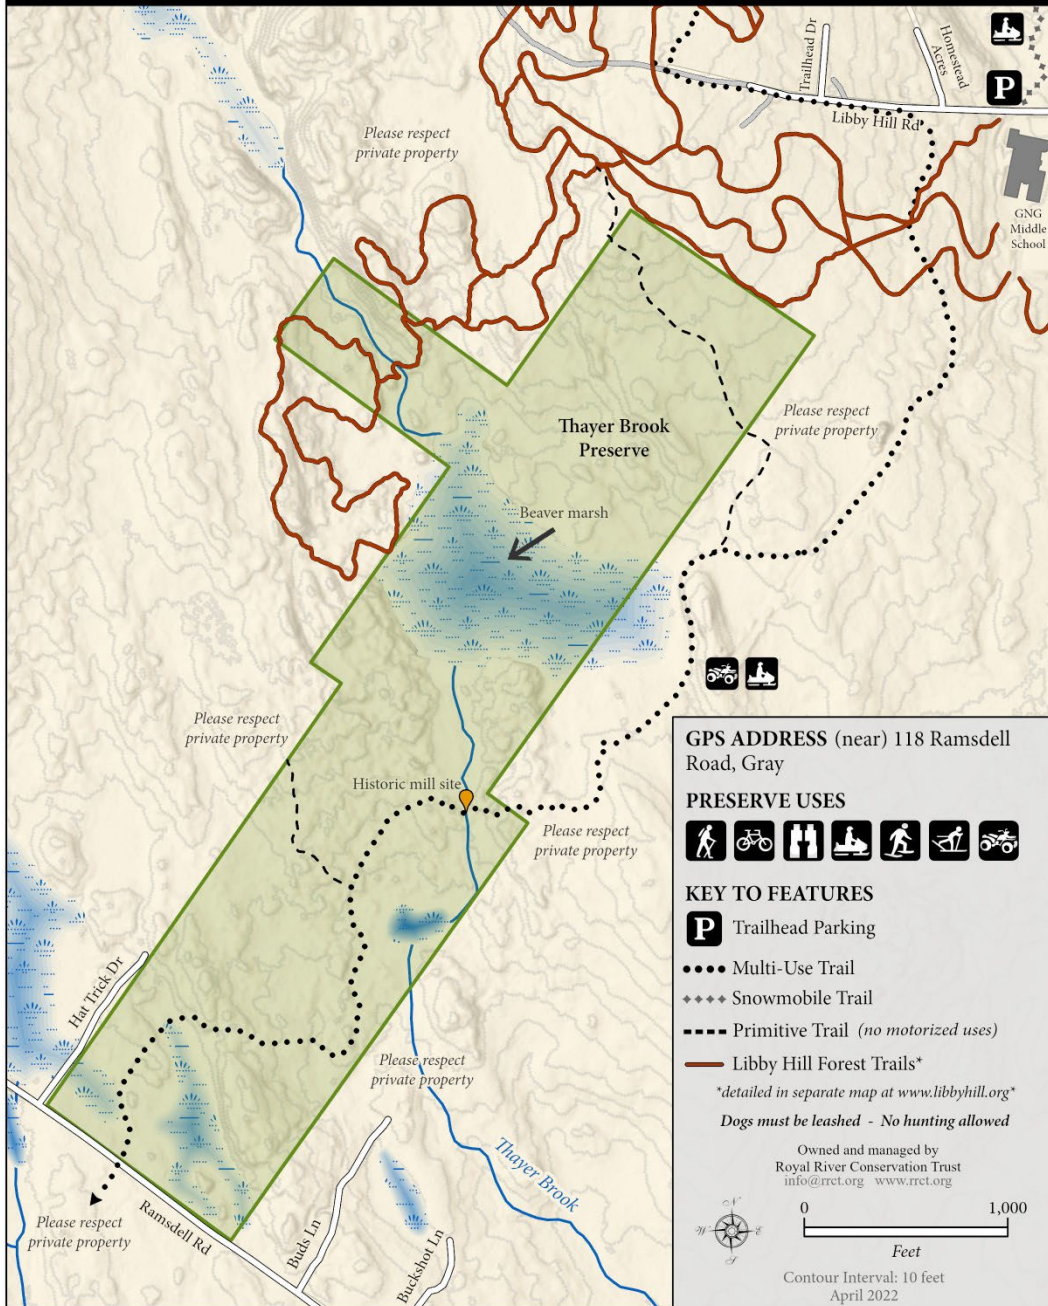 Please respect
private property
Trailhead Dr
Homestead
Acres
P
Libby Hill Rd
GNG
Middle
School
Thayer Brook
Preserve
Please respect
private property
Beaver marsh
Please respect
private property
Historic mill site
Please respect
private property
Hat Trick Dr
Please respect
private property
Thayer Brook
Ramsdell Rd
Buds Ln
Buckshot Ln
Please respect
private property
GPS ADDRESS (near) 118 Ramsdell
Road, Gray
PRESERVE USES
KEY TO FEATURES
P Trailhead Parking
Multi-Use Trail
Snowmobile Trail
Primitive Trail (no motorized uses)
Libby Hill Forest Trails*
*detailed in separate map at www.libbyhill.org*
Dogs must be leashed - No hunting allowed
Owned and managed by
Royal River Conservation Trust
info@rrct.org www.rrct.org
N
W E
S
0 1,000
Feet
Contour Interval: 10 feet
April 2022